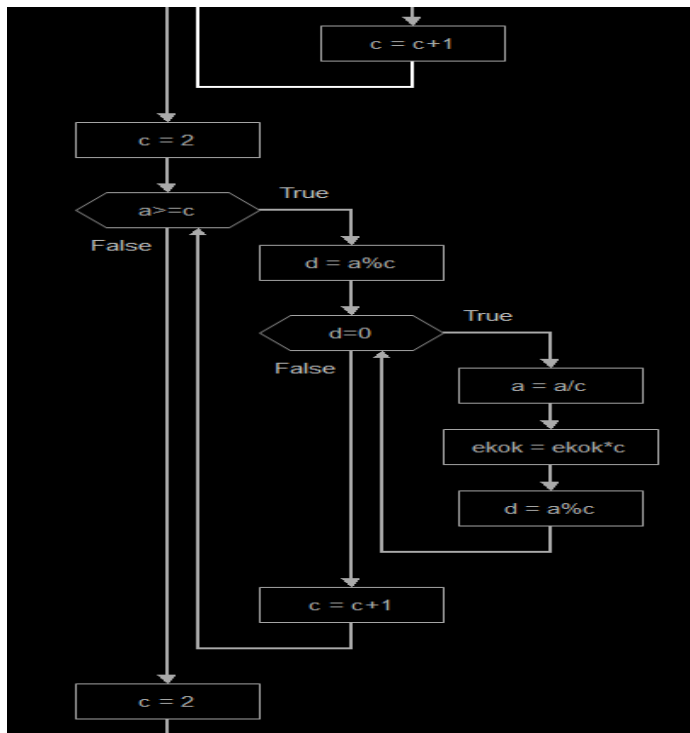 c = c+1
c = 2
a>=c
True
False
d = a%c
d=0
True
False
a = a/c
ekok = ekok*c
d = a%c
c = c+1
c = 2